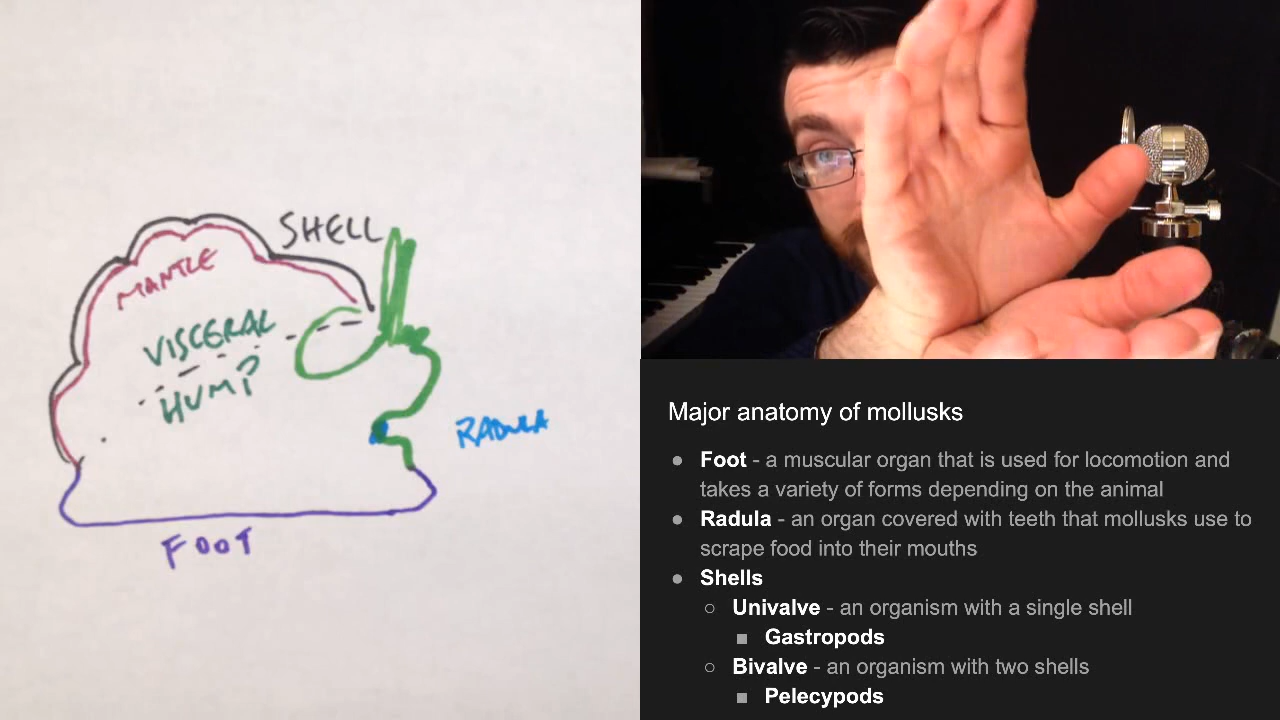 SHELL
MANTLE
VISCERAL
HUMP
RADULA
FOOT
Major anatomy of mollusks
● Foot - a muscular organ that is used for locomotion and
takes a variety of forms depending on the animal
● Radula - an organ covered with teeth that mollusks use to
scrape food into their mouths
● Shells
○ Univalve - an organism with a single shell
■ Gastropods
○ Bivalve - an organism with two shells
■ Pelecypods